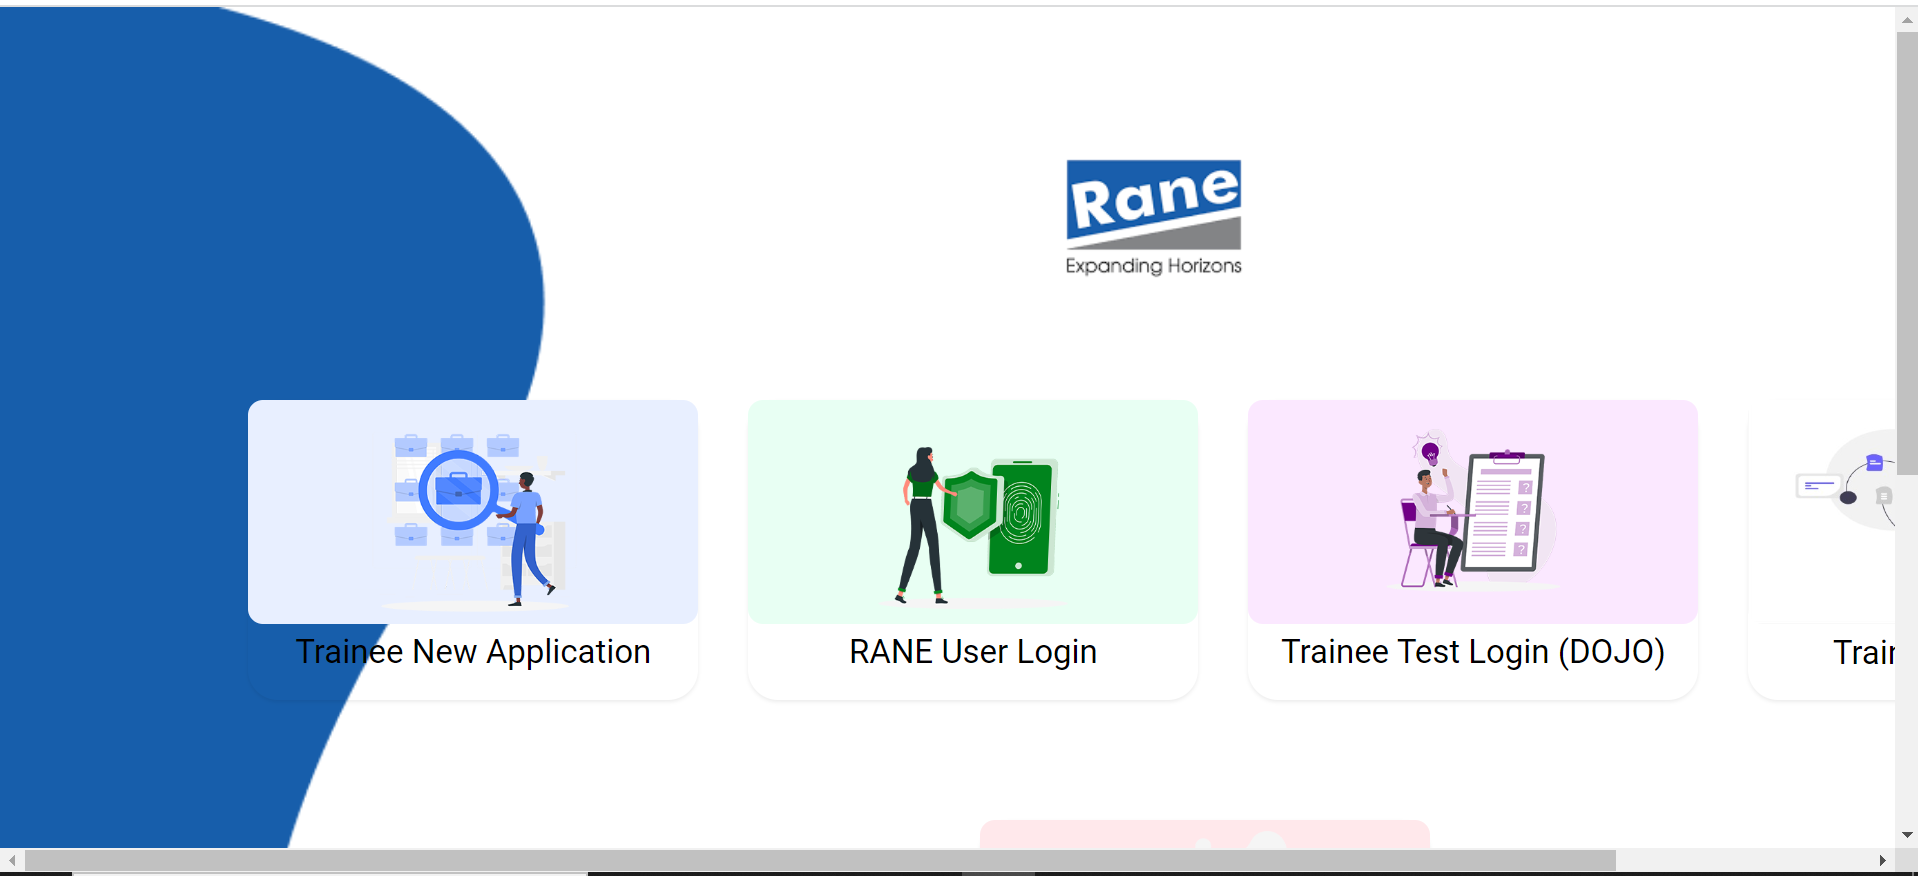 Rane
Expanding Horizons
Trainee New Application
RANE User Login
Trainee Test Login (DOJO)